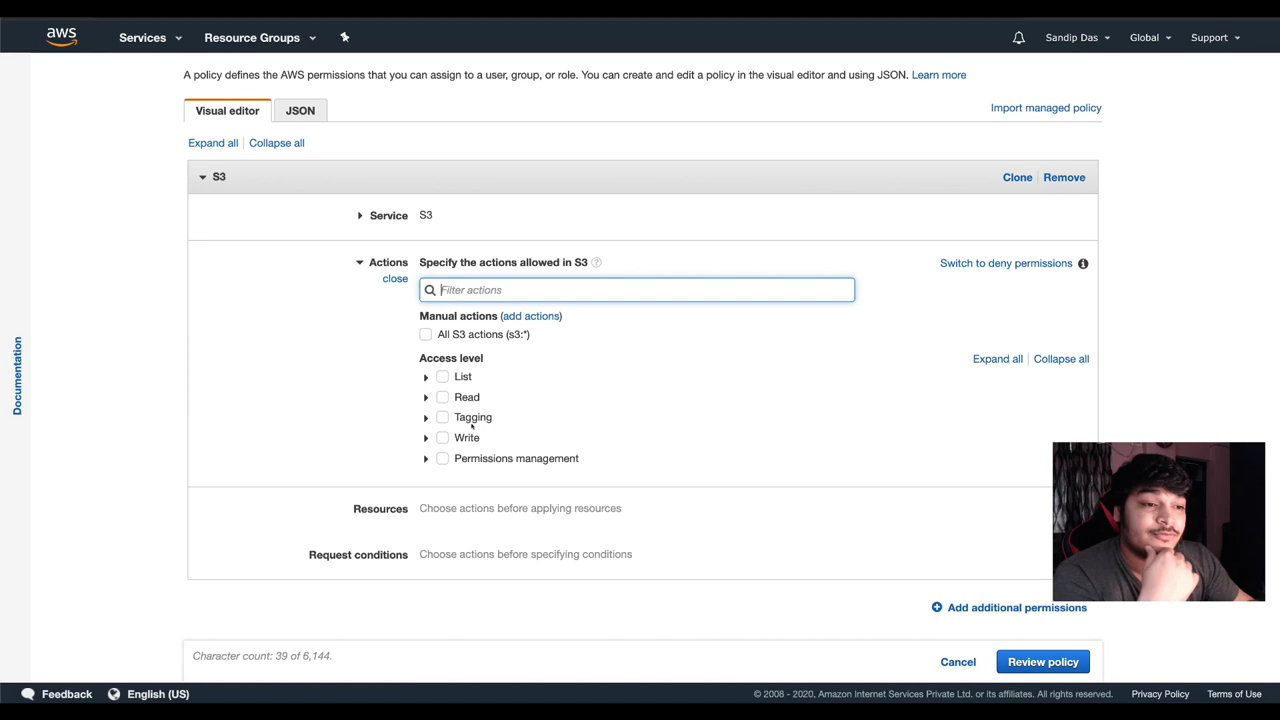 aws Services Resource Groups Sandip Das Global Support
A policy defines the AWS permissions that you can assign to a user, group, or role. You can create and edit a policy in the visual editor and using JSON. Learn more
Visual editor JSON Import managed policy
Expand all Collapse all
S3 Clone Remove
Service S3
Actions Specify the actions allowed in S3 Switch to deny permissions
close
Filter actions
Manual actions (add actions)
All S3 actions (s3:*)
Access level Expand all Collapse all
List
Read
Tagging
Write
Permissions management
Documentation
Resources Choose actions before applying resources
Request conditions Choose actions before specifying conditions
Add additional permissions
Character count: 39 of 6,144. Cancel Review policy
Feedback English (US) © 2008 - 2020, Amazon Internet Services Private Ltd. or its affiliates. All rights reserved. Privacy Policy Terms of Use